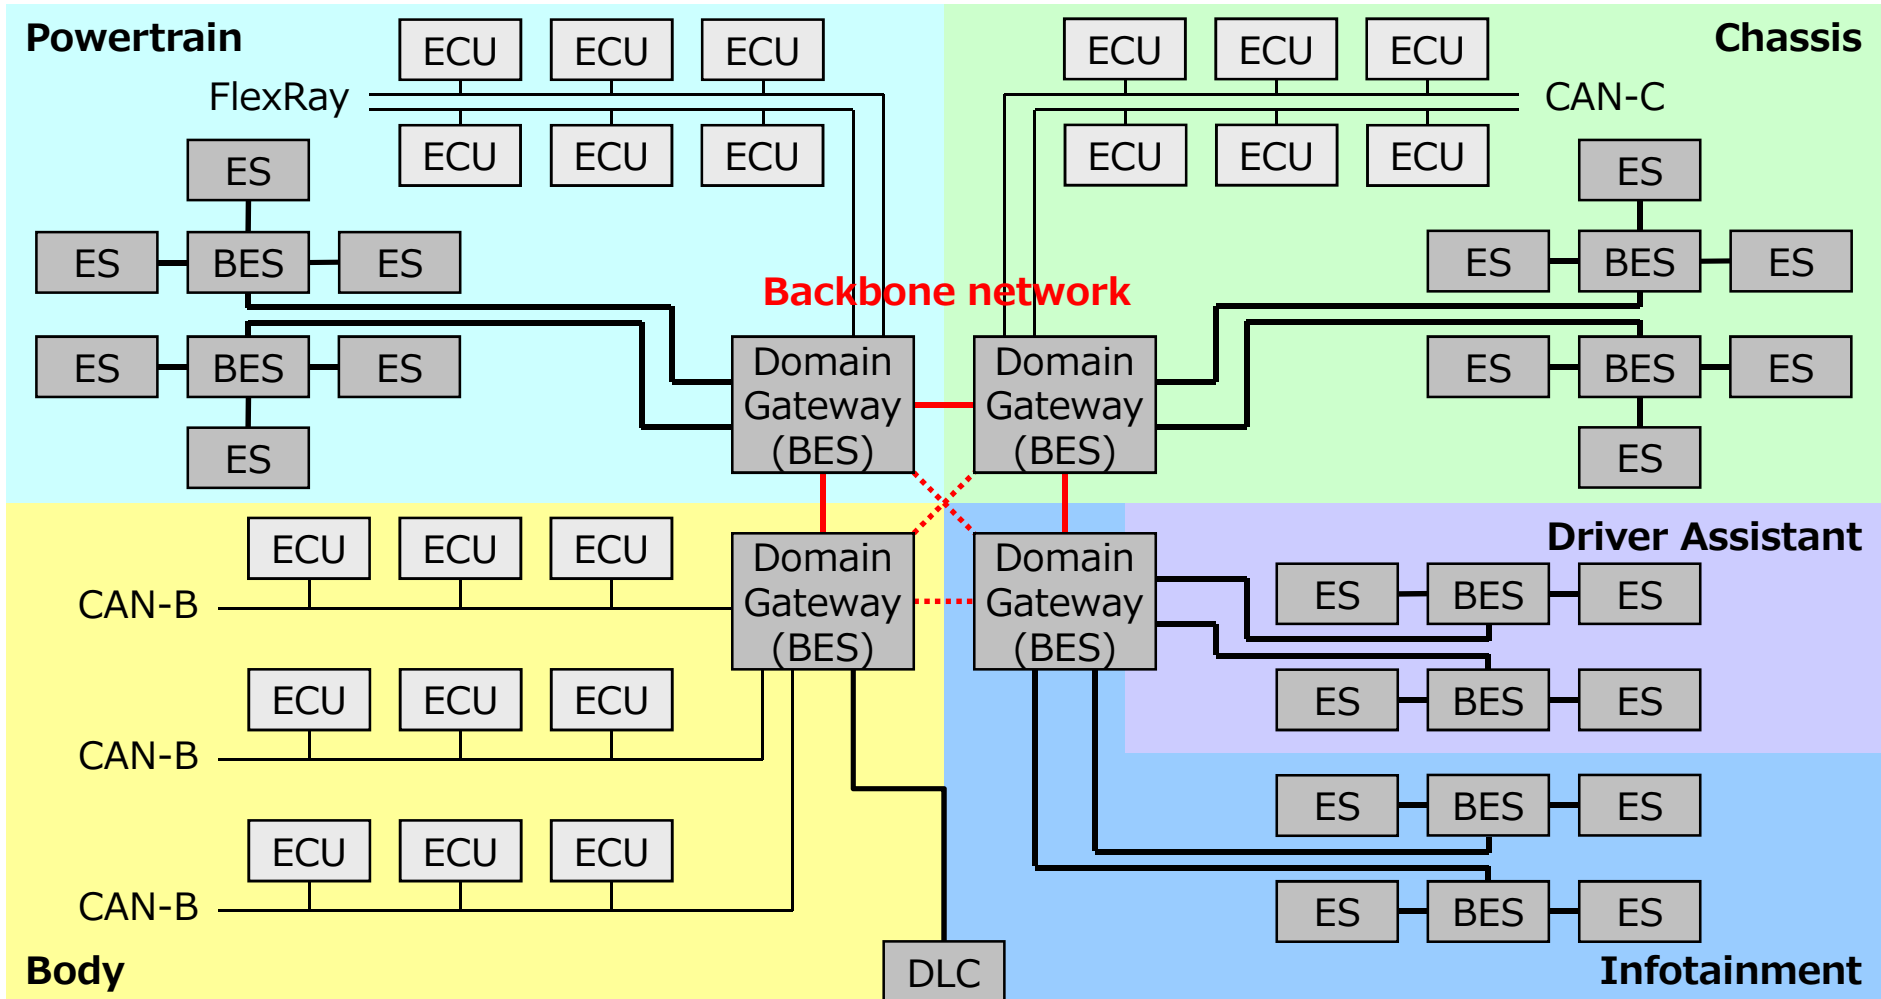 Powertrain
ECU ECU ECU
FlexRay
ECU ECU ECU
ES
ES BES ES
ES BES ES
ES
Chassis
ECU ECU ECU
CAN-C
ECU ECU ECU
ES
ES BES ES
ES BES ES
ES
Backbone network
Domain
Gateway
(BES)
Domain
Gateway
(BES)
Domain
Gateway
(BES)
Domain
Gateway
(BES)
ECU ECU ECU
CAN-B
ECU ECU ECU
CAN-B
ECU ECU ECU
CAN-B
Body
DLC
Driver Assistant
ES BES ES
ES BES ES
ES BES ES
ES BES ES
Infotainment